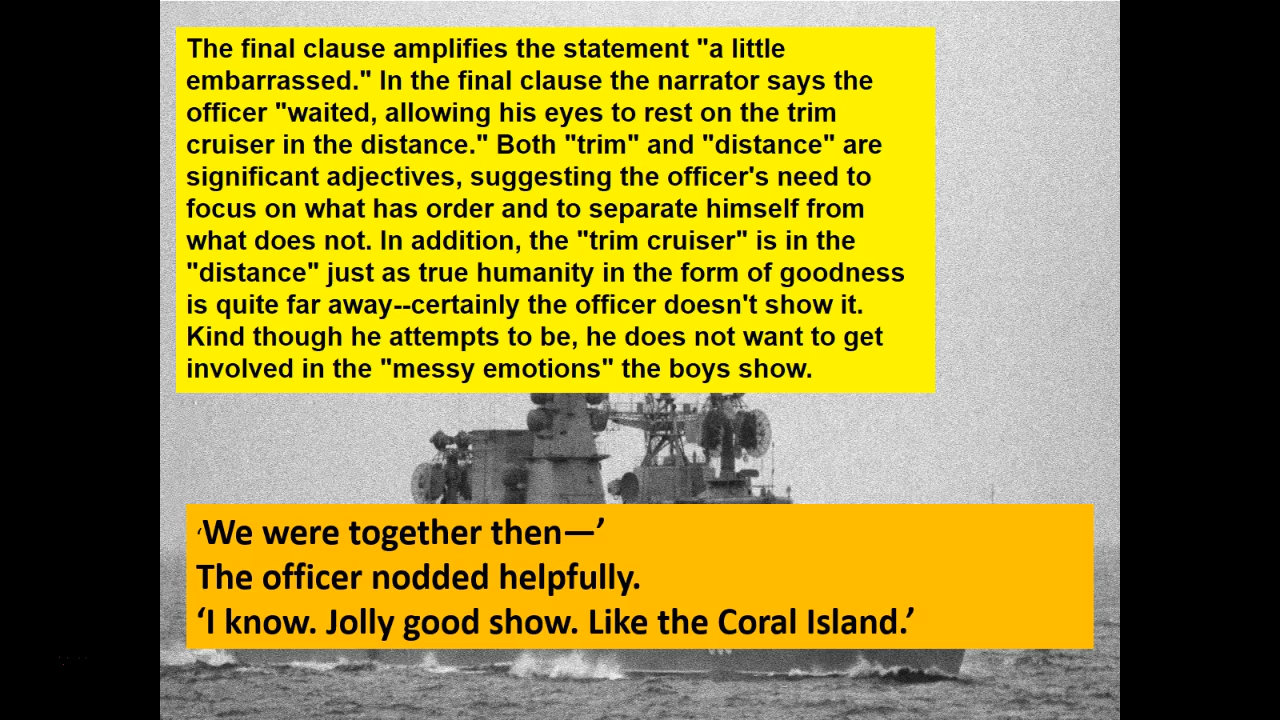 The final clause amplifies the statement "a little
embarrassed." In the final clause the narrator says the
officer "waited, allowing his eyes to rest on the trim
cruiser in the distance." Both "trim" and "distance" are
significant adjectives, suggesting the officer's need to
focus on what has order and to separate himself from
what does not. In addition, the "trim cruiser" is in the
"distance" just as true humanity in the form of goodness
is quite far away--certainly the officer doesn't show it.
Kind though he attempts to be, he does not want to get
involved in the "messy emotions" the boys show.
‘We were together then—’
The officer nodded helpfully.
‘I know. Jolly good show. Like the Coral Island.’